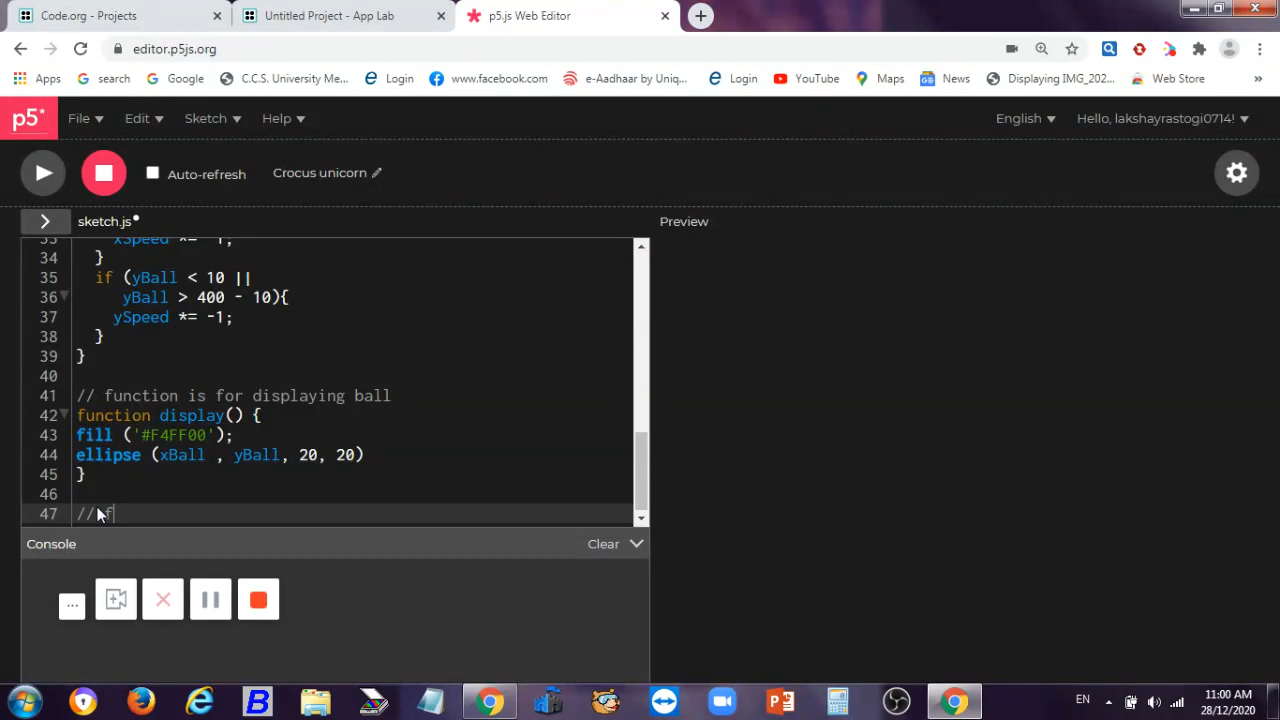 Code.org - Projects
Untitled Project - App Lab
p5.js Web Editor
editor.p5js.org
Apps
search
Google
C.C.S. University Me...
Login
www.facebook.com
e-Aadhaar by Uniq...
Login
YouTube
Maps
News
Displaying IMG_202...
Web Store
»
p5*
File
Edit
Sketch
Help
English
Hello, lakshayrastogi0714!
Auto-refresh
Crocus unicorn
sketch.js
Preview
33 xSpeed *= -1;
34 }
35 if (yBall < 10 ||
36 yBall > 400 - 10){
37 ySpeed *= -1;
38 }
39 }
40
41 // function is for displaying ball
42 function display() {
43 fill ('#F4FF00');
44 ellipse (xBall , yBall, 20, 20)
45 }
46
47 // f
Console
Clear
...
B
EN
11:00 AM
28/12/2020